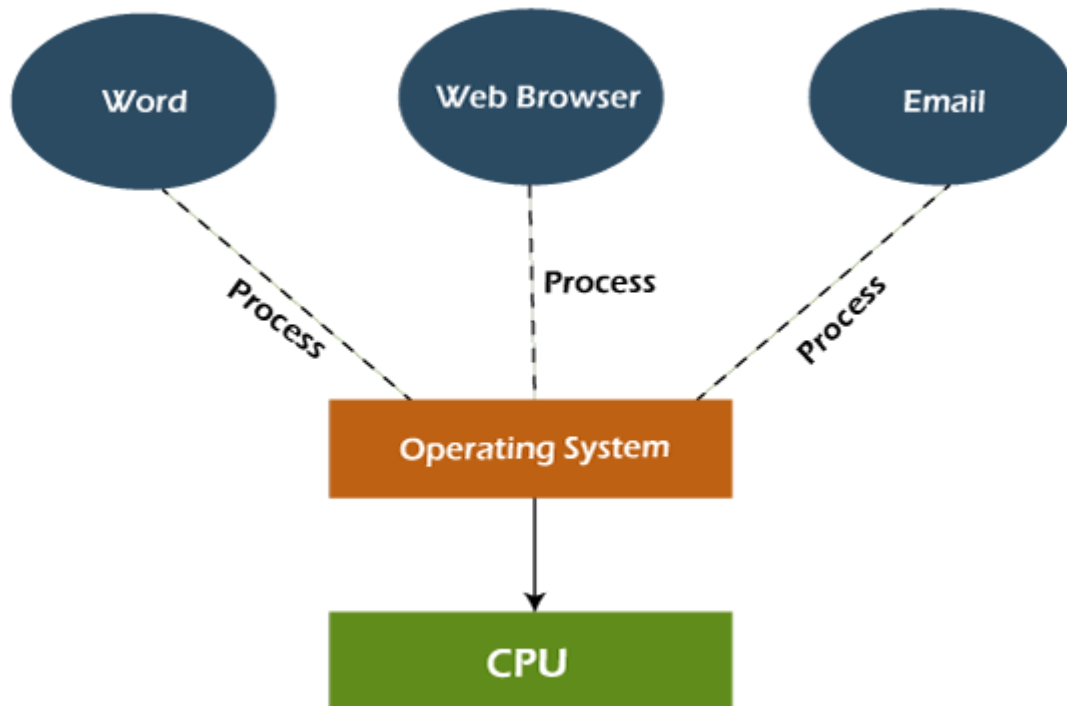 Word
Web Browser
Email
Process
Process
Process
Operating System
CPU